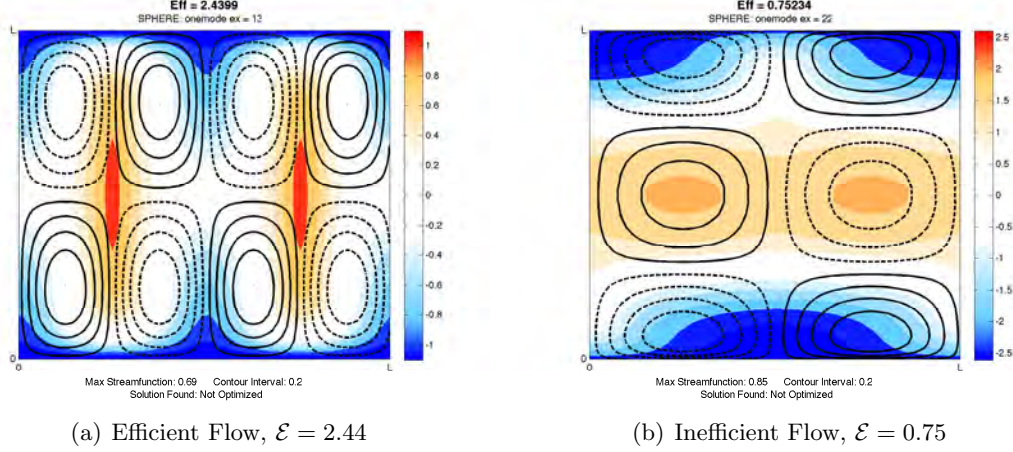 Eff = 2.4399
SPHERE: onemode ex = 12
L
0
0
L
1
0.8
0.6
0.4
0.2
0
-0.2
-0.4
-0.6
-0.8
-1
Max Streamfunction: 0.69 Contour Interval: 0.2
Solution Found: Not Optimized
(a) Efficient Flow, ℰ = 2.44
Eff = 0.75234
SPHERE: onemode ex = 22
L
0
0
L
2.5
2
1.5
1
0.5
0
-0.5
-1
-1.5
-2
-2.5
Max Streamfunction: 0.85 Contour Interval: 0.2
Solution Found: Not Optimized
(b) Inefficient Flow, ℰ = 0.75